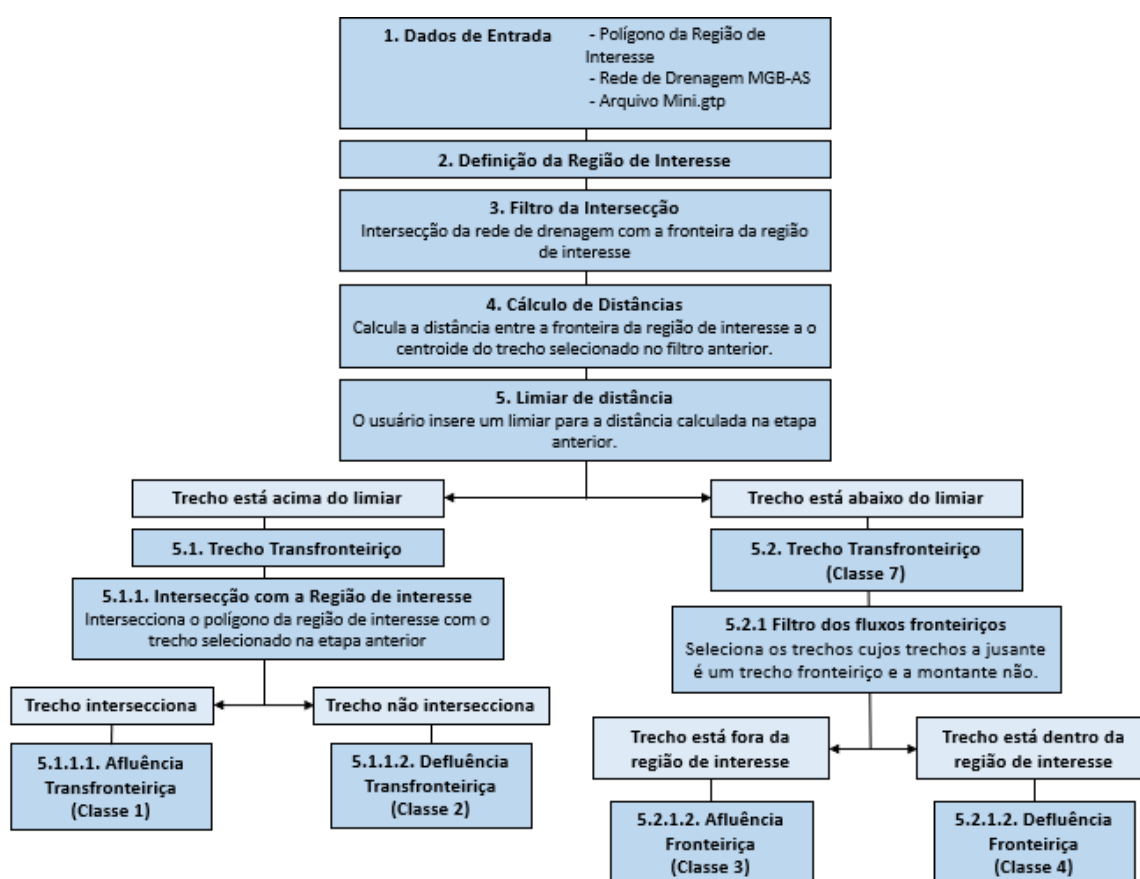 1. Dados de Entrada
- Polígono da Região de
Interesse
- Rede de Drenagem MGB-AS
- Arquivo Mini.gtp
2. Definição da Região de Interesse
3. Filtro da Intersecção
Intersecção da rede de drenagem com a fronteira da região
de interesse
4. Cálculo de Distâncias
Calcula a distância entre a fronteira da região de interesse a o
centroide do trecho selecionado no filtro anterior.
5. Limiar de distância
O usuário insere um limiar para a distância calculada na etapa
anterior.
Trecho está acima do limiar
5.1. Trecho Transfronteiriço
5.1.1. Intersecção com a Região de interesse
Intersecciona o polígono da região de interesse com o
trecho selecionado na etapa anterior
Trecho intersecciona
5.1.1.1. Afluência
Transfronteiriça
(Classe 1)
Trecho não intersecciona
5.1.1.2. Defluência
Transfronteiriça
(Classe 2)
Trecho está abaixo do limiar
5.2. Trecho Transfronteiriço
(Classe 7)
5.2.1 Filtro dos fluxos fronteiriços
Seleciona os trechos cujos trechos a jusante
é um trecho fronteiriço e a montante não.
Trecho está fora da
região de interesse
5.2.1.2. Afluência
Fronteiriça
(Classe 3)
Trecho está dentro da
região de interesse
5.2.1.2. Defluência
Fronteiriça
(Classe 4)